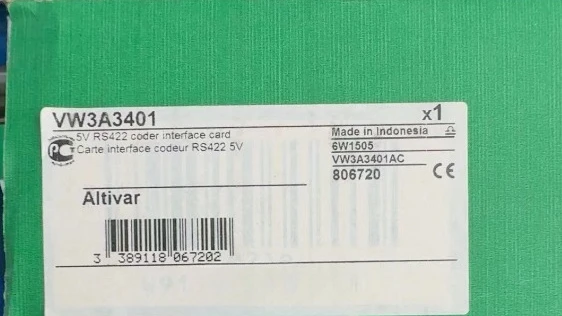 VW3A3401
x1
5V RS422 coder interface card
Carte interface codeur RS422 5V
Made in Indonesia
6W1505
VW3A3401AC
806720
CE
Altivar
3 389118 067202